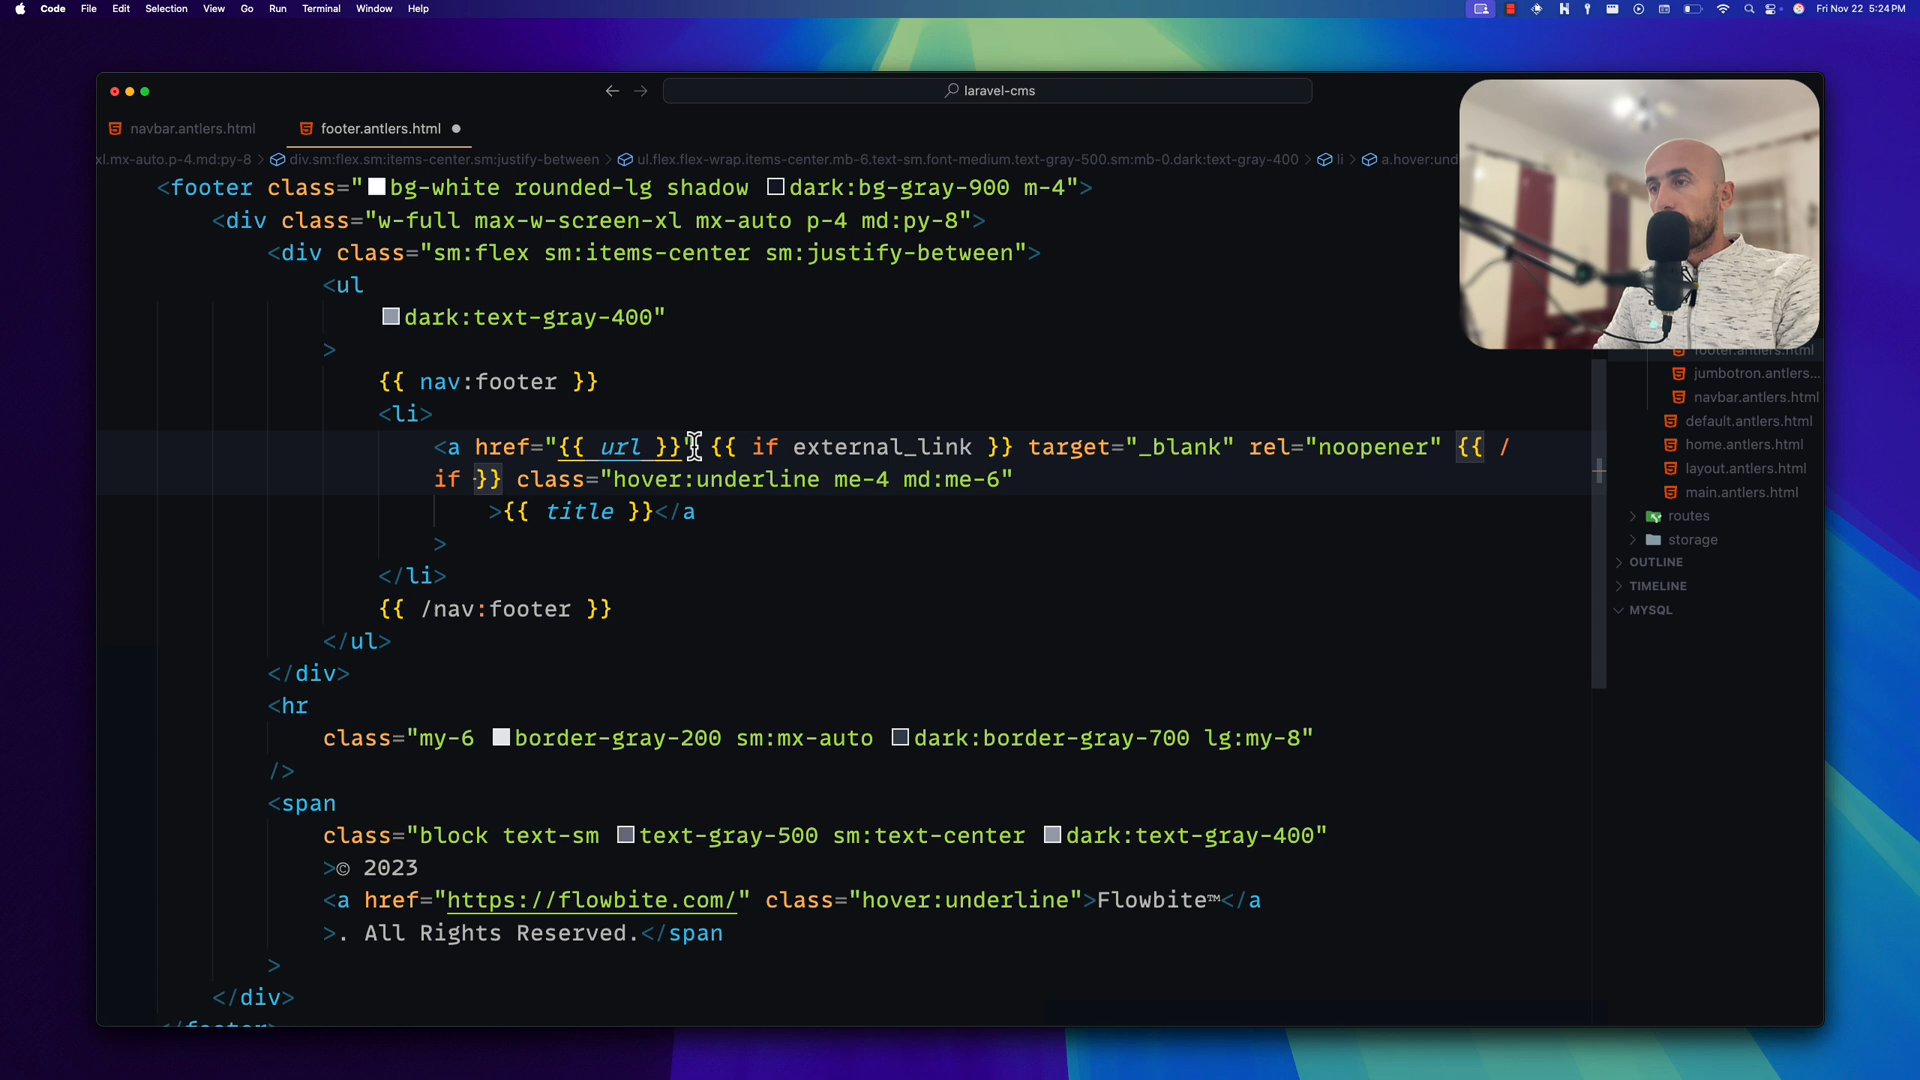 Code File Edit Selection View Go Run Terminal Window Help
Fri Nov 22 5:24 PM
laravel-cms
navbar.antlers.html footer.antlers.html
xl.mx-auto.p-4.md:py-8 > div.sm:flex.sm:items-center.sm:justify-between > ul.flex.flex-wrap.items-center.mb-6.text-sm.font-medium.text-gray-500.sm:mb-0.dark:text-gray-400 > li > a.hover:und
<footer class="bg-white rounded-lg shadow dark:bg-gray-900 m-4">
<div class="w-full max-w-screen-xl mx-auto p-4 md:py-8">
<div class="sm:flex sm:items-center sm:justify-between">
<ul
dark:text-gray-400"
>
{{ nav:footer }}
<li>
<a href="{{ url }}" {{ if external_link }} target="_blank" rel="noopener" {{ /
if }} class="hover:underline me-4 md:me-6"
>{{ title }}</a
>
</li>
{{ /nav:footer }}
</ul>
</div>
<hr
class="my-6 border-gray-200 sm:mx-auto dark:border-gray-700 lg:my-8"
/>
<span
class="block text-sm text-gray-500 sm:text-center dark:text-gray-400"
>© 2023
<a href="https://flowbite.com/" class="hover:underline">Flowbite™</a
>. All Rights Reserved.</span
>
</div>
</footer>
footer.antlers.html
jumbotron.antlers...
navbar.antlers.html
default.antlers.html
home.antlers.html
layout.antlers.html
main.antlers.html
routes
storage
OUTLINE
TIMELINE
MYSQL